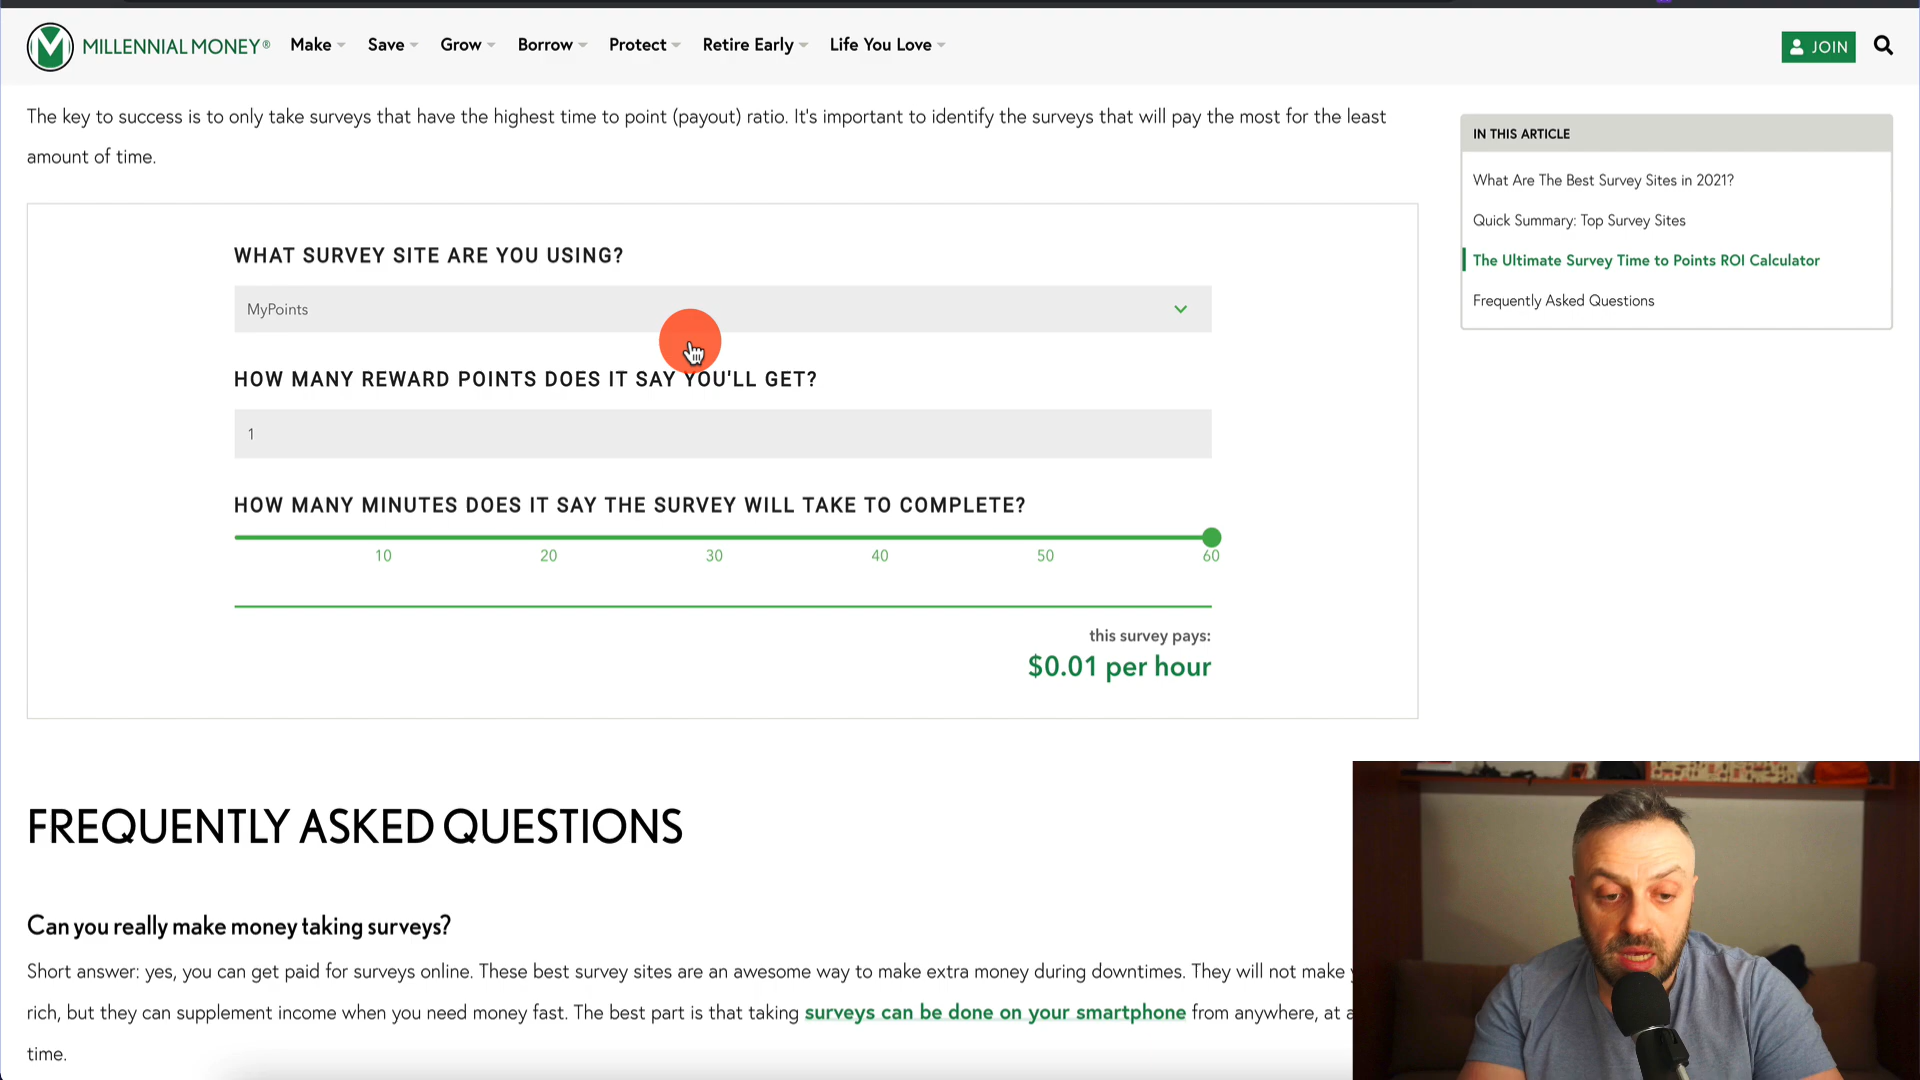 MILLENNIAL MONEY®
Make Save Grow Borrow Protect Retire Early Life You Love
JOIN
The key to success is to only take surveys that have the highest time to point (payout) ratio. It's important to identify the surveys that will pay the most for the least
amount of time.
IN THIS ARTICLE
What Are The Best Survey Sites in 2021?
Quick Summary: Top Survey Sites
The Ultimate Survey Time to Points ROI Calculator
Frequently Asked Questions
WHAT SURVEY SITE ARE YOU USING?
MyPoints
HOW MANY REWARD POINTS DOES IT SAY YOU'LL GET?
1
HOW MANY MINUTES DOES IT SAY THE SURVEY WILL TAKE TO COMPLETE?
10 20 30 40 50 60
this survey pays:
$0.01 per hour
FREQUENTLY ASKED QUESTIONS
Can you really make money taking surveys?
Short answer: yes, you can get paid for surveys online. These best survey sites are an awesome way to make extra money during downtimes. They will not make
rich, but they can supplement income when you need money fast. The best part is that taking surveys can be done on your smartphone from anywhere, at
time.